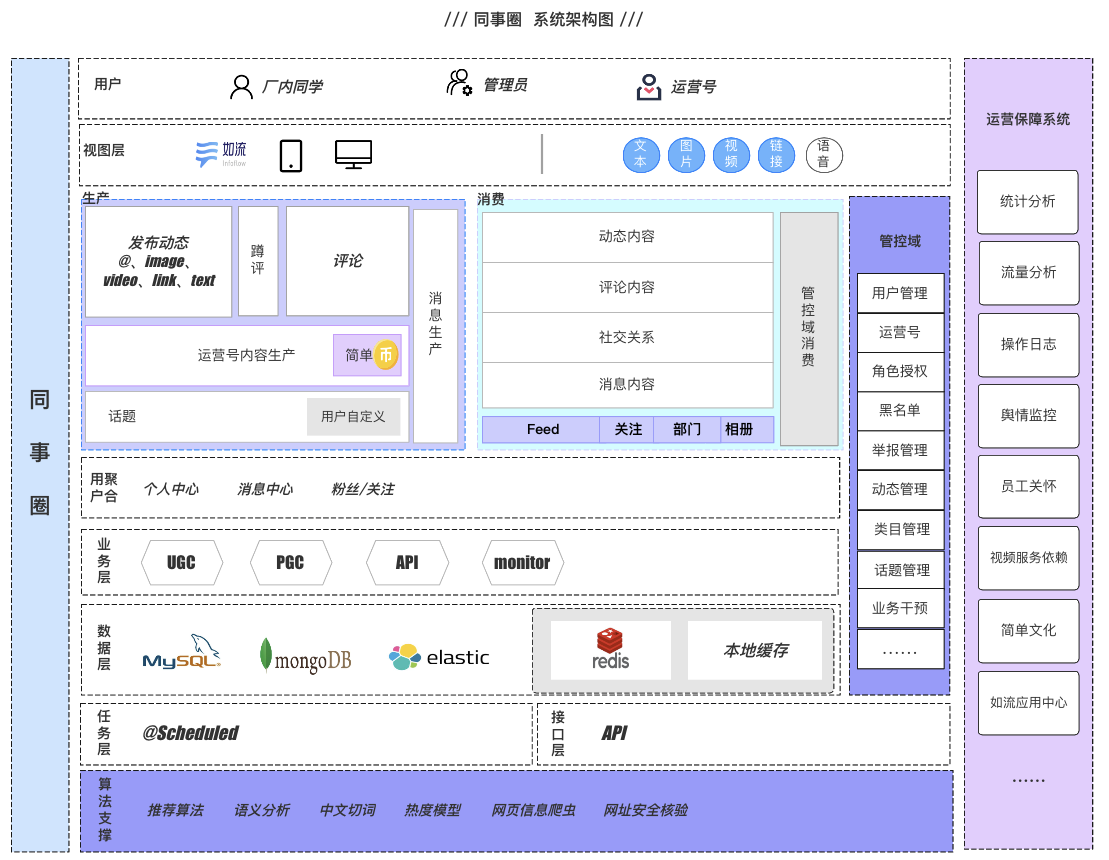 /// 同事圈 系统架构图 ///
同
事
圈
用户
厂内同学
管理员
运营号
视图层
如流
infoflow
文
本
图
片
视
频
链
接
语
音
生产
发布动态
@、image、
video、link、text
蹲
评
评论
消
息
生
产
运营号内容生产
简单
币
话题
用户自定义
消费
动态内容
评论内容
社交关系
消息内容
Feed
关注
部门
相册
管
控
域
消
费
管控域
用户管理
运营号
角色授权
黑名单
举报管理
动态管理
类目管理
话题管理
业务干预
……
用聚
户合
个人中心
消息中心
粉丝/关注
业
务
层
UGC
PGC
API
monitor
数
据
层
MySQL
mongoDB
elastic
redis
本地缓存
任
务
层
@Scheduled
接
口
层
API
算
法
支
撑
推荐算法
语义分析
中文切词
热度模型
网页信息爬虫
网址安全核验
运营保障系统
统计分析
流量分析
操作日志
舆情监控
员工关怀
视频服务依赖
简单文化
如流应用中心
……